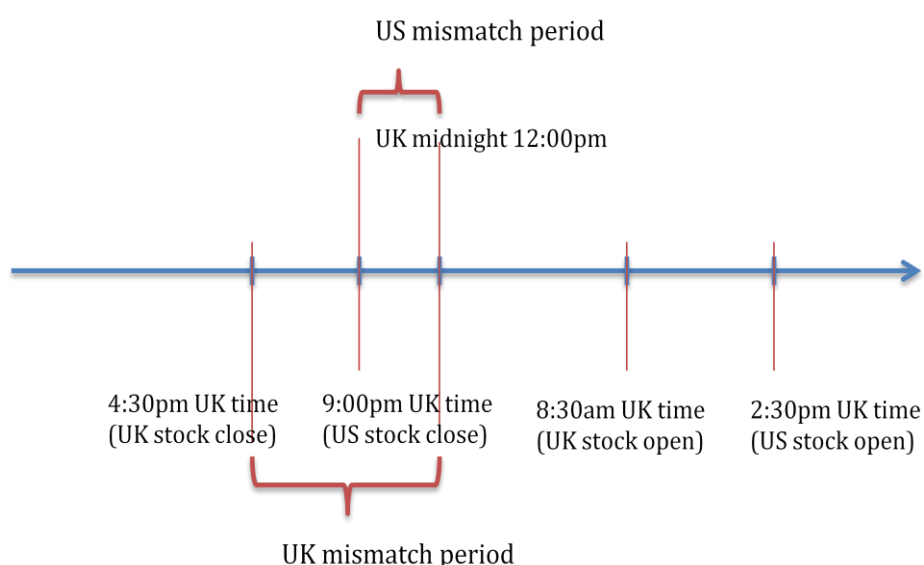 US mismatch period
UK midnight 12:00pm
4:30pm UK time
(UK stock close)
9:00pm UK time
(US stock close)
8:30am UK time
(UK stock open)
2:30pm UK time
(US stock open)
UK mismatch period